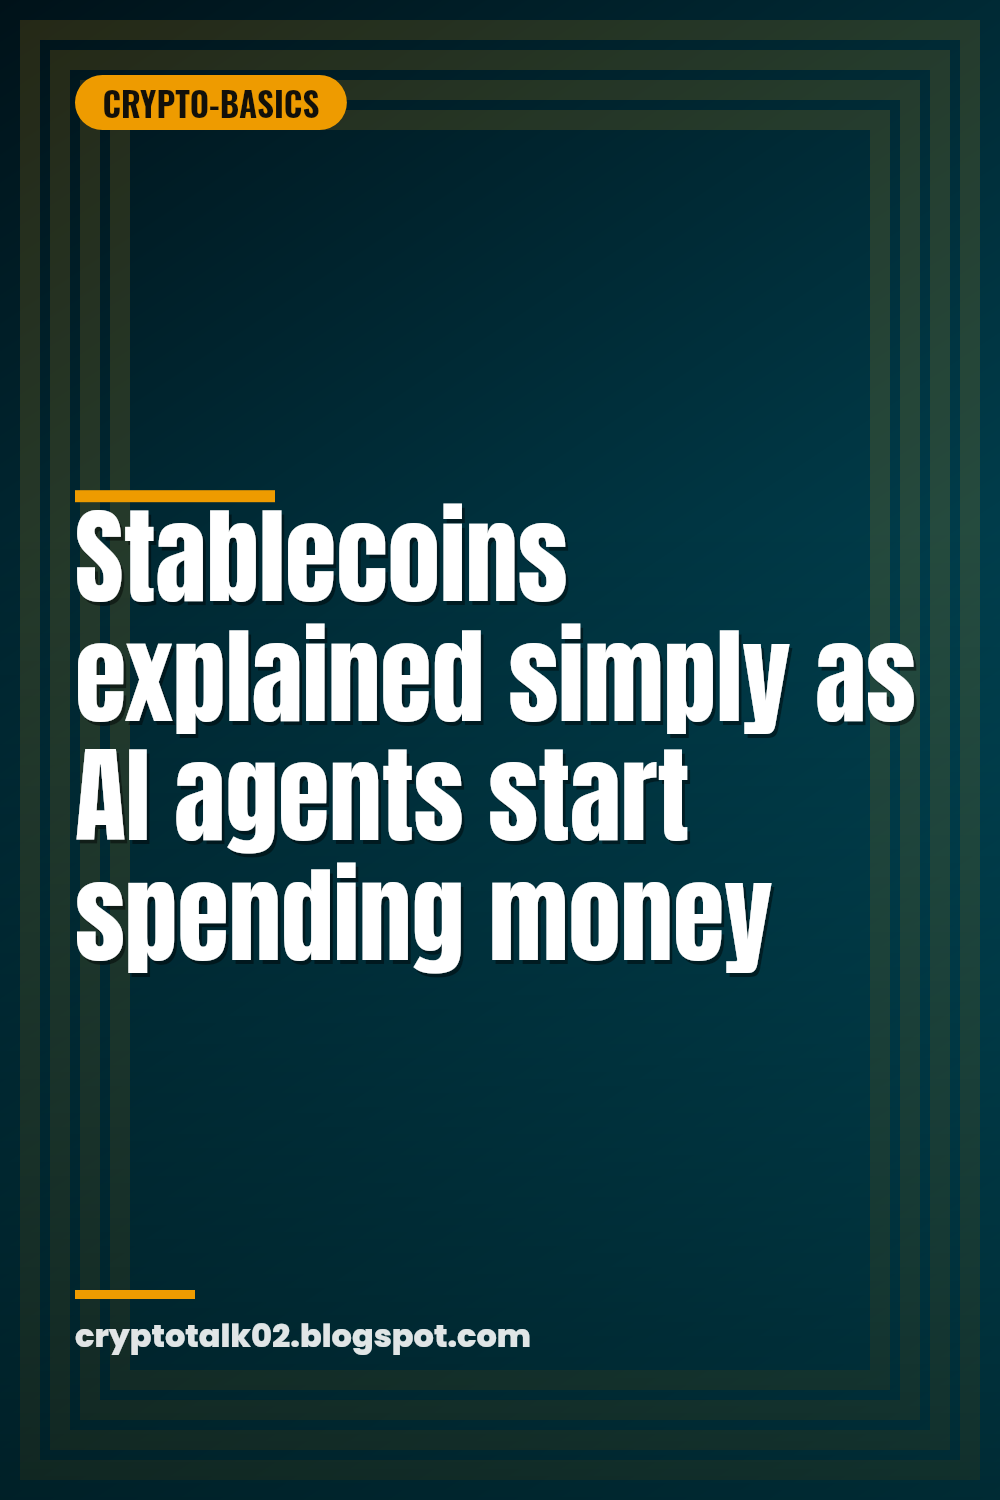 CRYPTO-BASICS
Stablecoins
explained simply as
AI agents start
spending money
cryptotalk02.blogspot.com